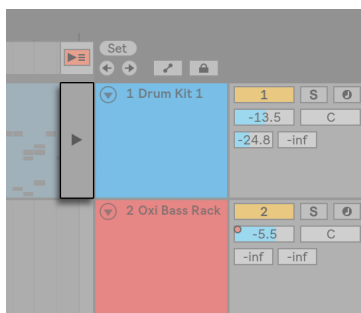 Set
1 Drum Kit 1
1 S
-13.5 C
-24.8 -inf
2 Oxi Bass Rack
2 S
-5.5 C
-inf -inf